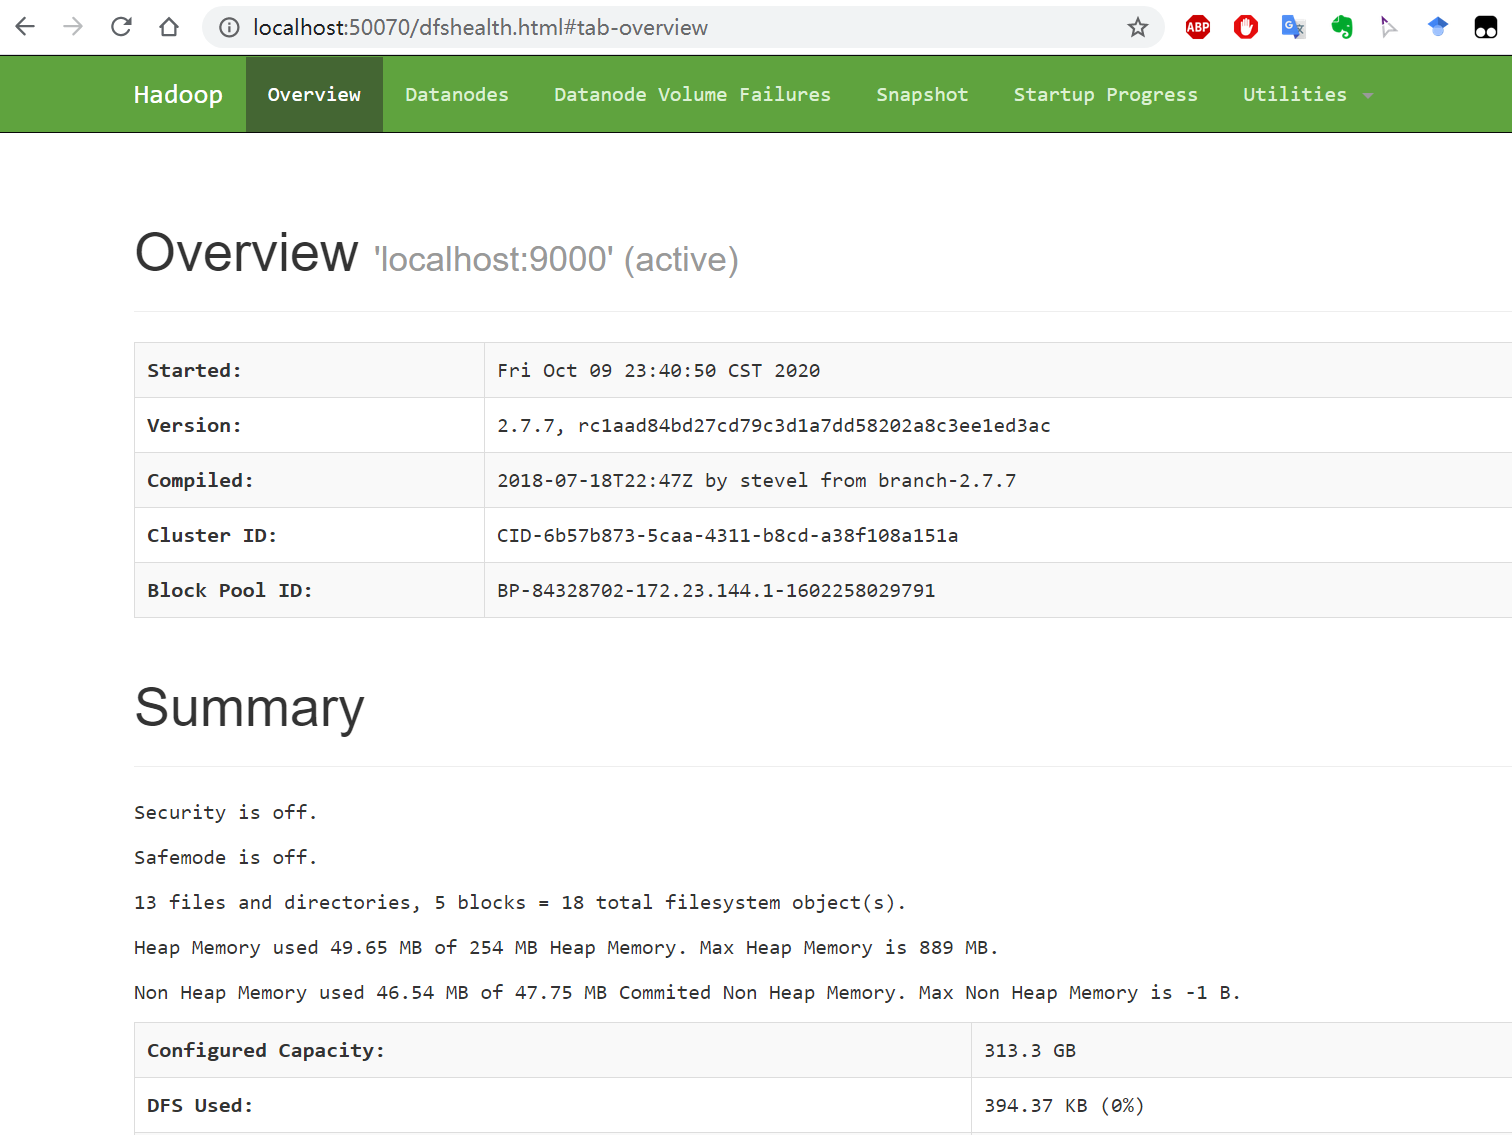 localhost:50070/dfshealth.html#tab-overview
ABP
G
Hadoop Overview Datanodes Datanode Volume Failures Snapshot Startup Progress Utilities
Overview 'localhost:9000' (active)
Started: Fri Oct 09 23:40:50 CST 2020
Version: 2.7.7, rc1aad84bd27cd79c3d1a7dd58202a8c3ee1ed3ac
Compiled: 2018-07-18T22:47Z by stevel from branch-2.7.7
Cluster ID: CID-6b57b873-5caa-4311-b8cd-a38f108a151a
Block Pool ID: BP-84328702-172.23.144.1-1602258029791
Summary
Security is off.
Safemode is off.
13 files and directories, 5 blocks = 18 total filesystem object(s).
Heap Memory used 49.65 MB of 254 MB Heap Memory. Max Heap Memory is 889 MB.
Non Heap Memory used 46.54 MB of 47.75 MB Commited Non Heap Memory. Max Non Heap Memory is -1 B.
Configured Capacity: 313.3 GB
DFS Used: 394.37 KB (0%)